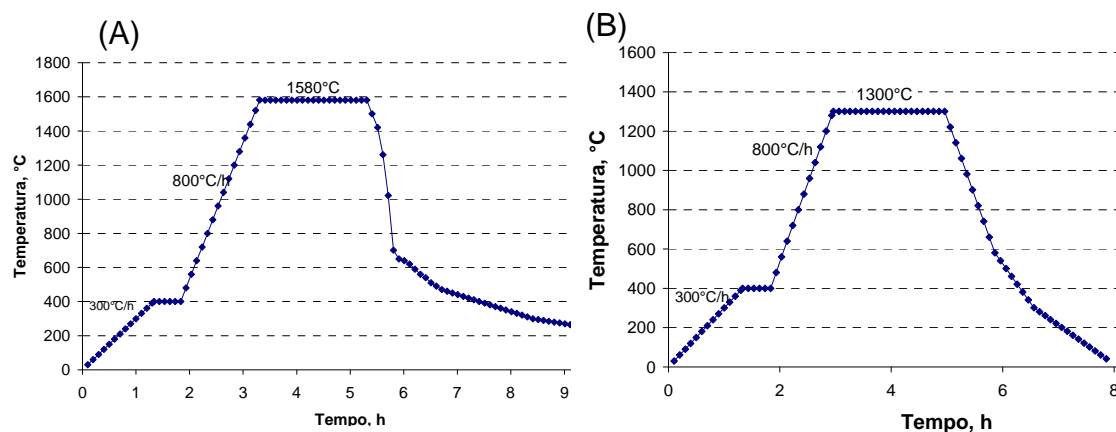 (A)
Temperatura, °C
1800
1600
1400
1200
1000
800
600
400
200
0
1580°C
800°C/h
300°C/h
0 1 2 3 4 5 6 7 8 9
Tempo, h
(B)
Temperatura, °C
1600
1400
1200
1000
800
600
400
200
0
1300°C
800°C/h
300°C/h
0 2 4 6 8
Tempo, h